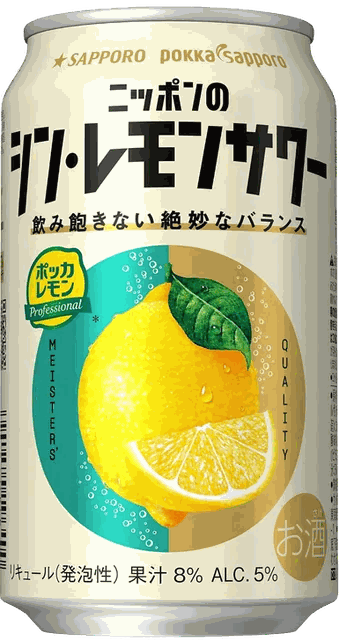 ★SAPPORO pokka sapporo
ニッポンの
シン・レモンサワー
飲み飽きない絶妙なバランス
ポッカ
レモン
Professional
*
MEISTERS'
QUALITY
お酒
リキュール(発泡性) 果汁 8% ALC. 5%